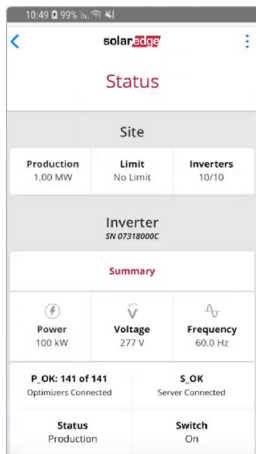 10:49 99%
solaredge
Status
Site
Production Limit Inverters
1.00 MW No Limit 10/10
Inverter
SN 07318000C
Summary
Power Voltage Frequency
100 kW 277 V 60.0 Hz
P_OK: 141 of 141 S_OK
Optimizers Connected Server Connected
Status Switch
Production On